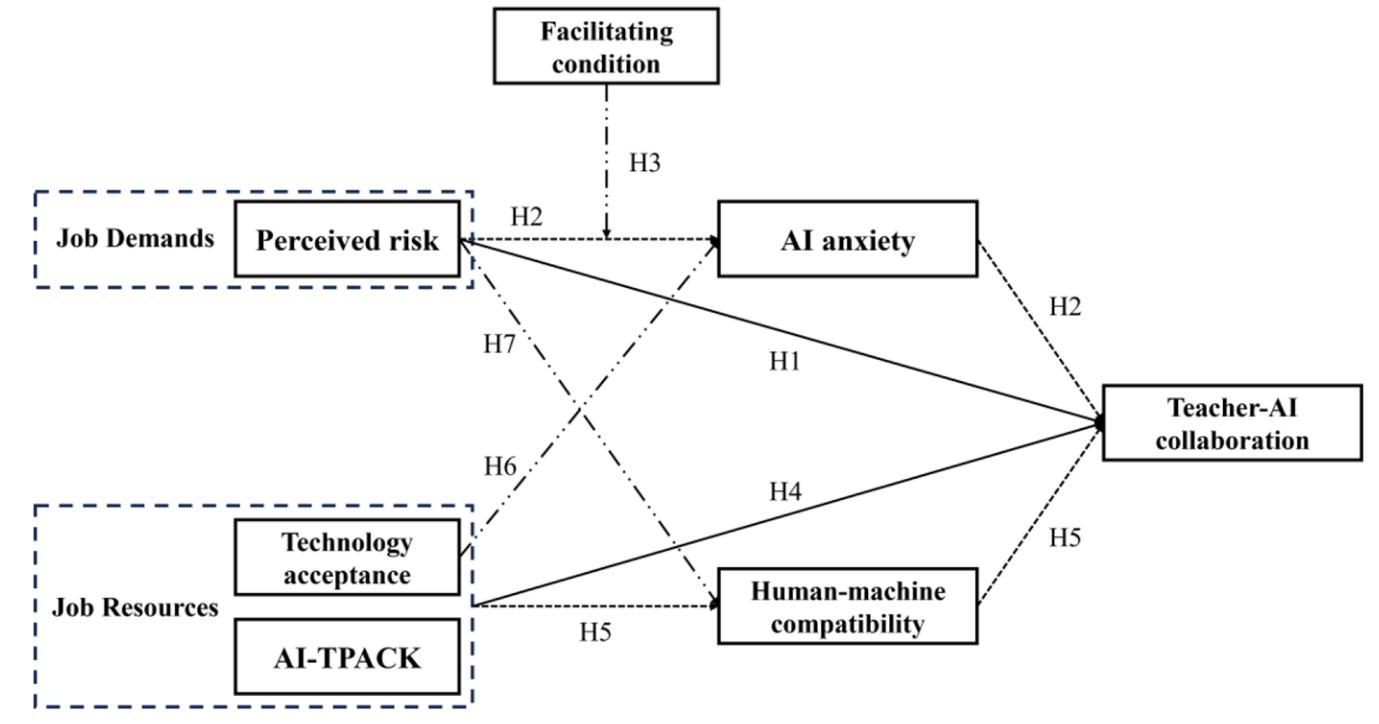 Facilitating
condition
H3
H2
Job Demands
Perceived risk
AI anxiety
H2
H7
H1
Teacher-AI
collaboration
H6
H4
Technology
acceptance
H5
Job Resources
Human-machine
compatibility
H5
AI-TPACK